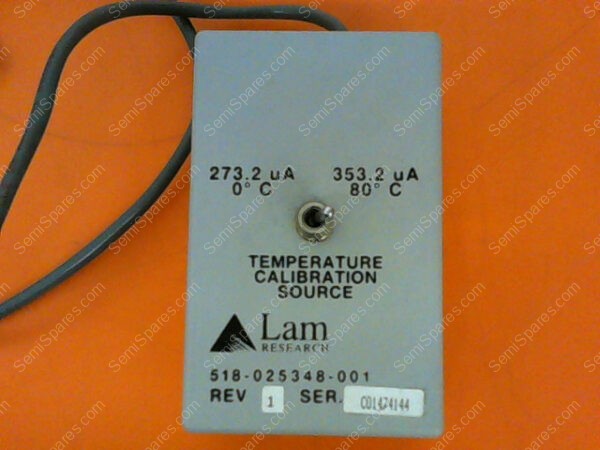 273.2 uA 353.2 uA
0° C 80° C
TEMPERATURE
CALIBRATION
SOURCE
Lam
RESEARCH
518-025348-001
REV 1 SER. C01474144
SemiSpares.com